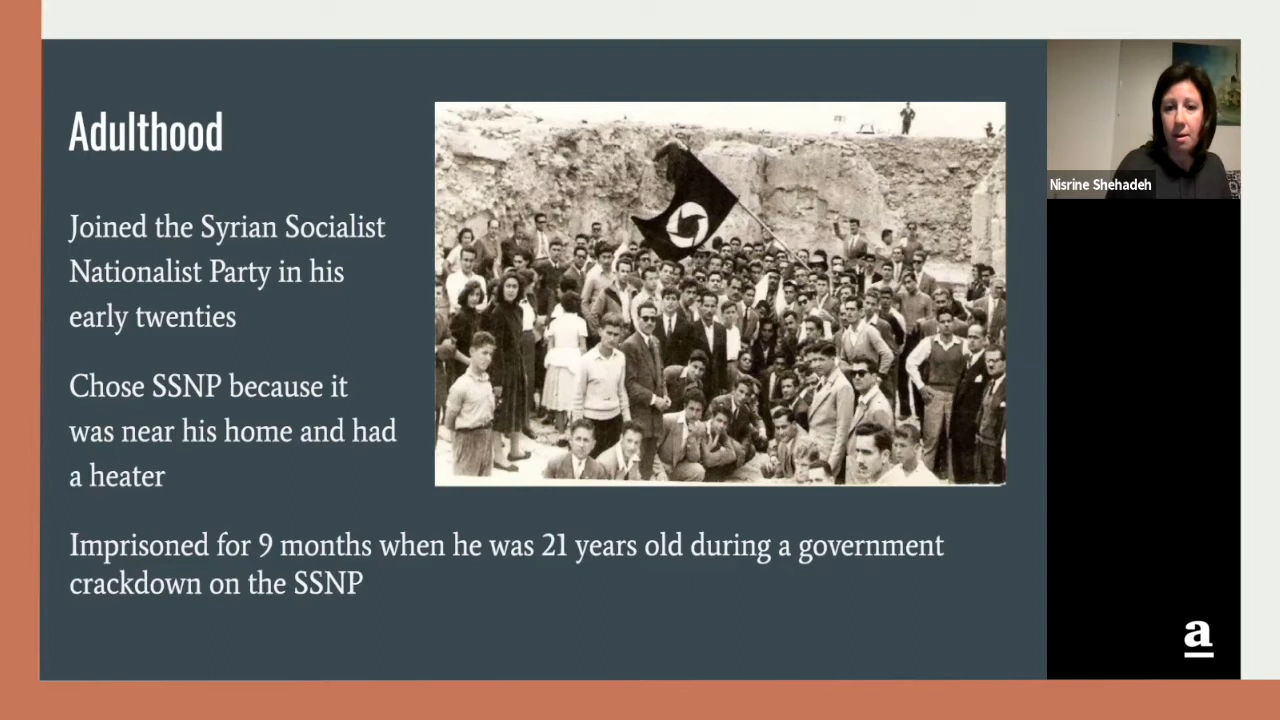 Adulthood
Joined the Syrian Socialist
Nationalist Party in his
early twenties
Chose SSNP because it
was near his home and had
a heater
Imprisoned for 9 months when he was 21 years old during a government
crackdown on the SSNP
Nisrine Shehadeh
a